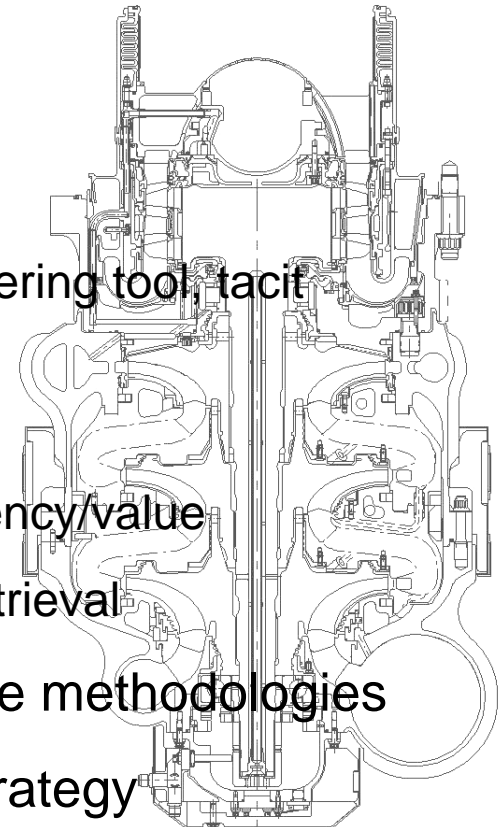 ering tool, tacit
ency/value
trieval
e methodologies
rategy